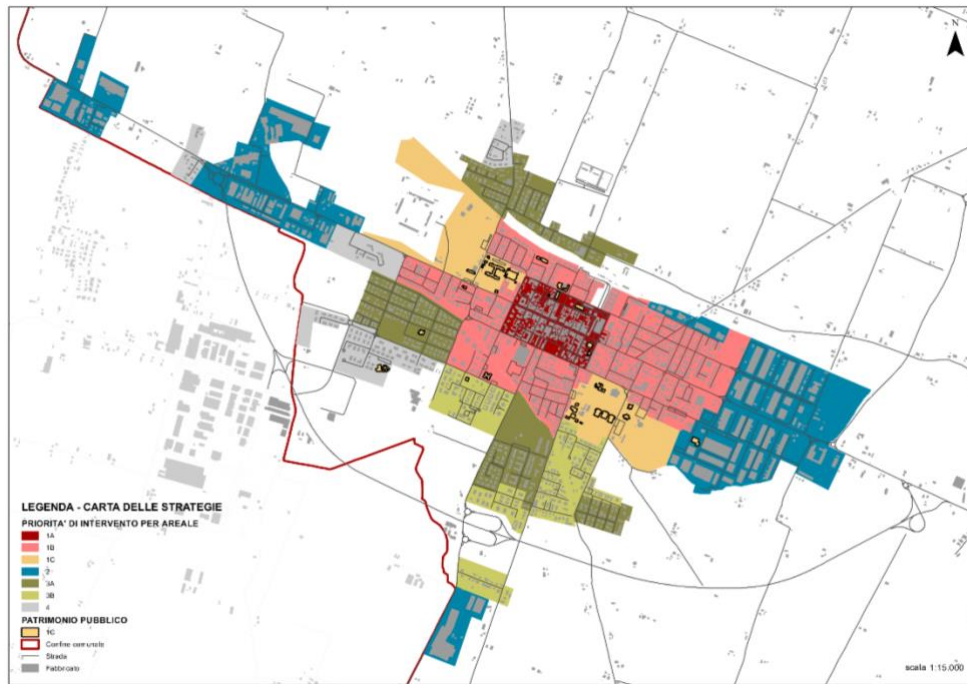 N
LEGENDA - CARTA DELLE STRATEGIE
PRIORITA' DI INTERVENTO PER AREALE
1A
1B
1C
2
3A
3B
4
PATRIMONIO PUBBLICO
1C
Confine comunale
Strada
Fabbricato
scala 1:15.000